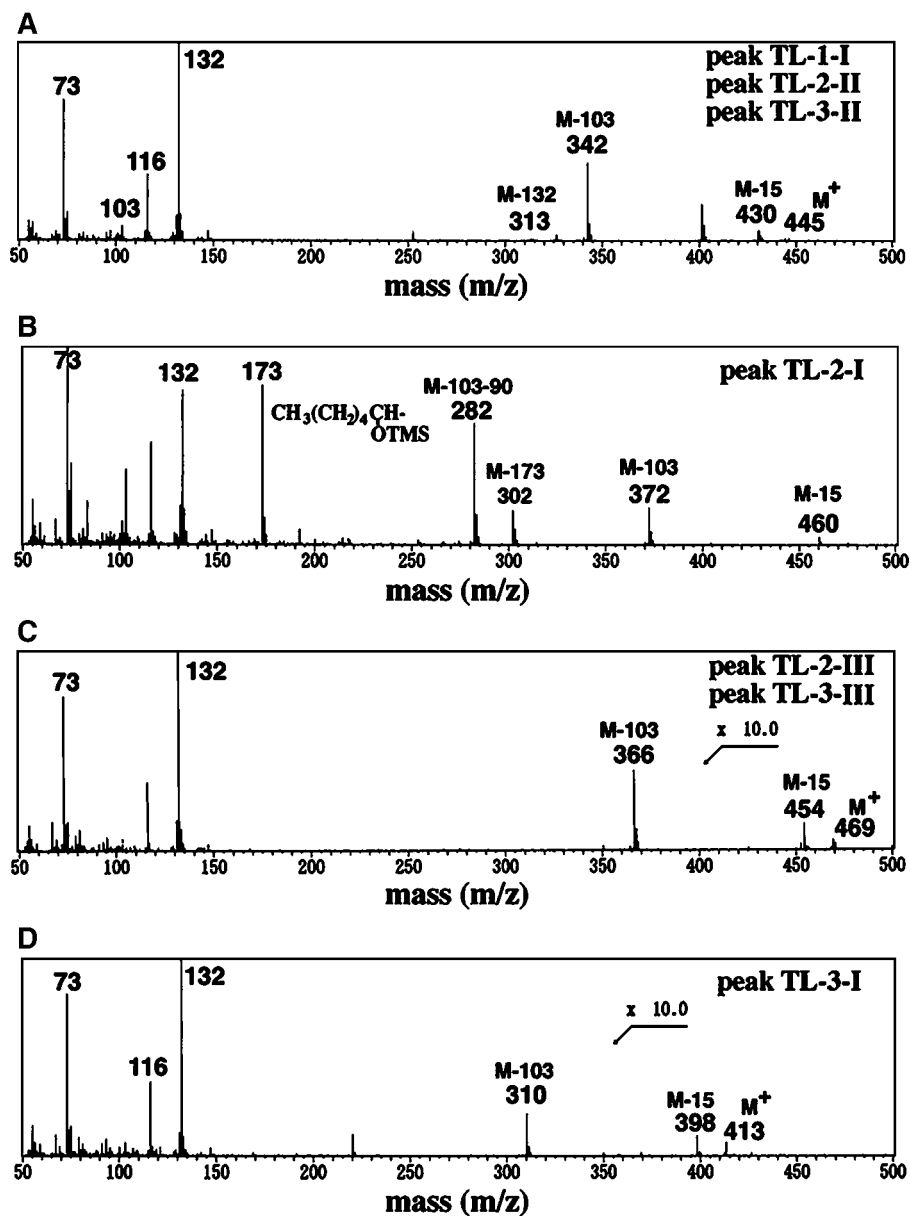 A
peak TL-1-I
peak TL-2-II
peak TL-3-II
73
132
116
103
M-132
313
M-103
342
M-15
430
M+
445
50 100 150 200 250 300 350 400 450 500
mass (m/z)
B
peak TL-2-I
73
132
173
CH3(CH2)4CH-
OTMS
M-103-90
282
M-173
302
M-103
372
M-15
460
50 100 150 200 250 300 350 400 450 500
mass (m/z)
C
peak TL-2-III
peak TL-3-III
73
132
M-103
366
x 10.0
M-15
454
M+
469
50 100 150 200 250 300 350 400 450 500
mass (m/z)
D
peak TL-3-I
73
132
116
M-103
310
x 10.0
M-15
398
M+
413
50 100 150 200 250 300 350 400 450 500
mass (m/z)